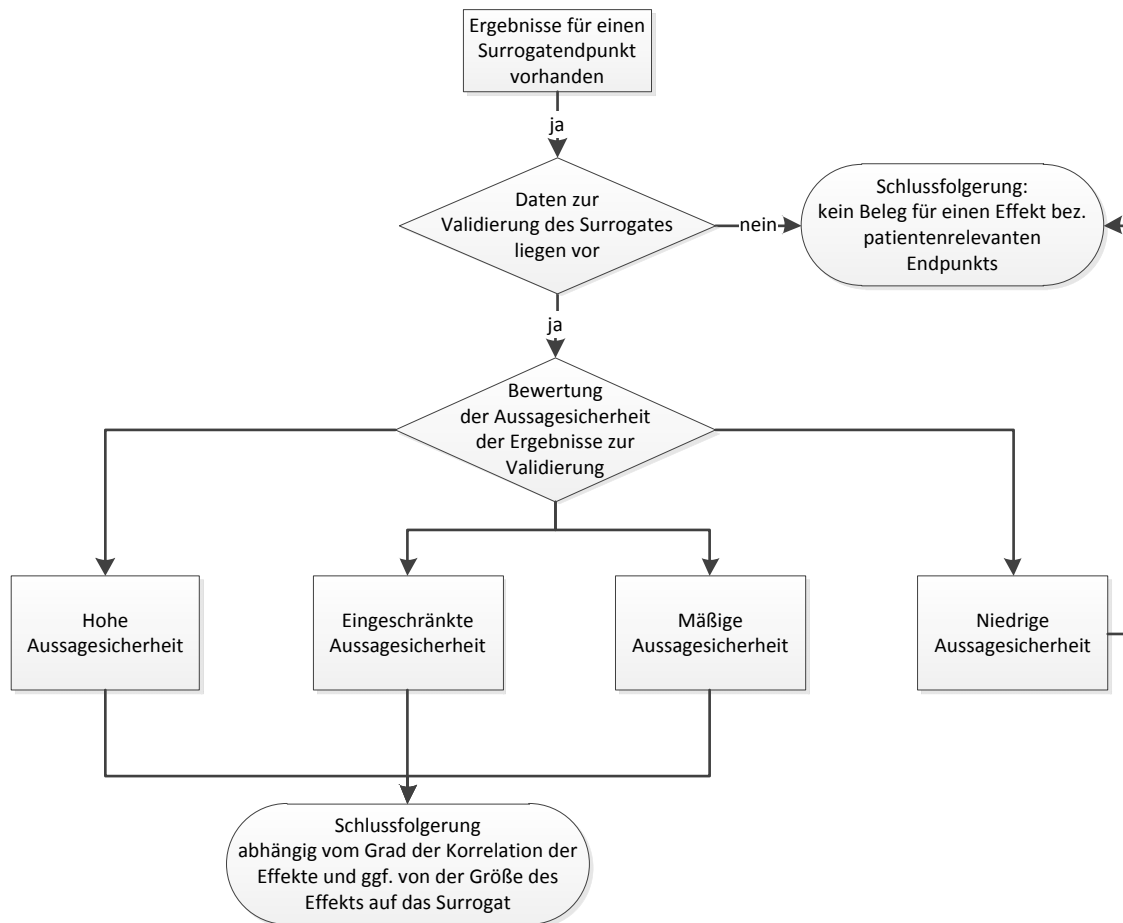 Ergebnisse für einen
Surrogatendpunkt
vorhanden
ja
Daten zur
Validierung des Surrogates
liegen vor
nein
Schlussfolgerung:
kein Beleg für einen Effekt bez.
patientenrelevanten
Endpunkts
ja
Bewertung
der Aussagesicherheit
der Ergebnisse zur
Validierung
Hohe
Aussagesicherheit
Eingeschränkte
Aussagesicherheit
Mäßige
Aussagesicherheit
Niedrige
Aussagesicherheit
Schlussfolgerung
abhängig vom Grad der Korrelation der
Effekte und ggf. von der Größe des
Effekts auf das Surrogat